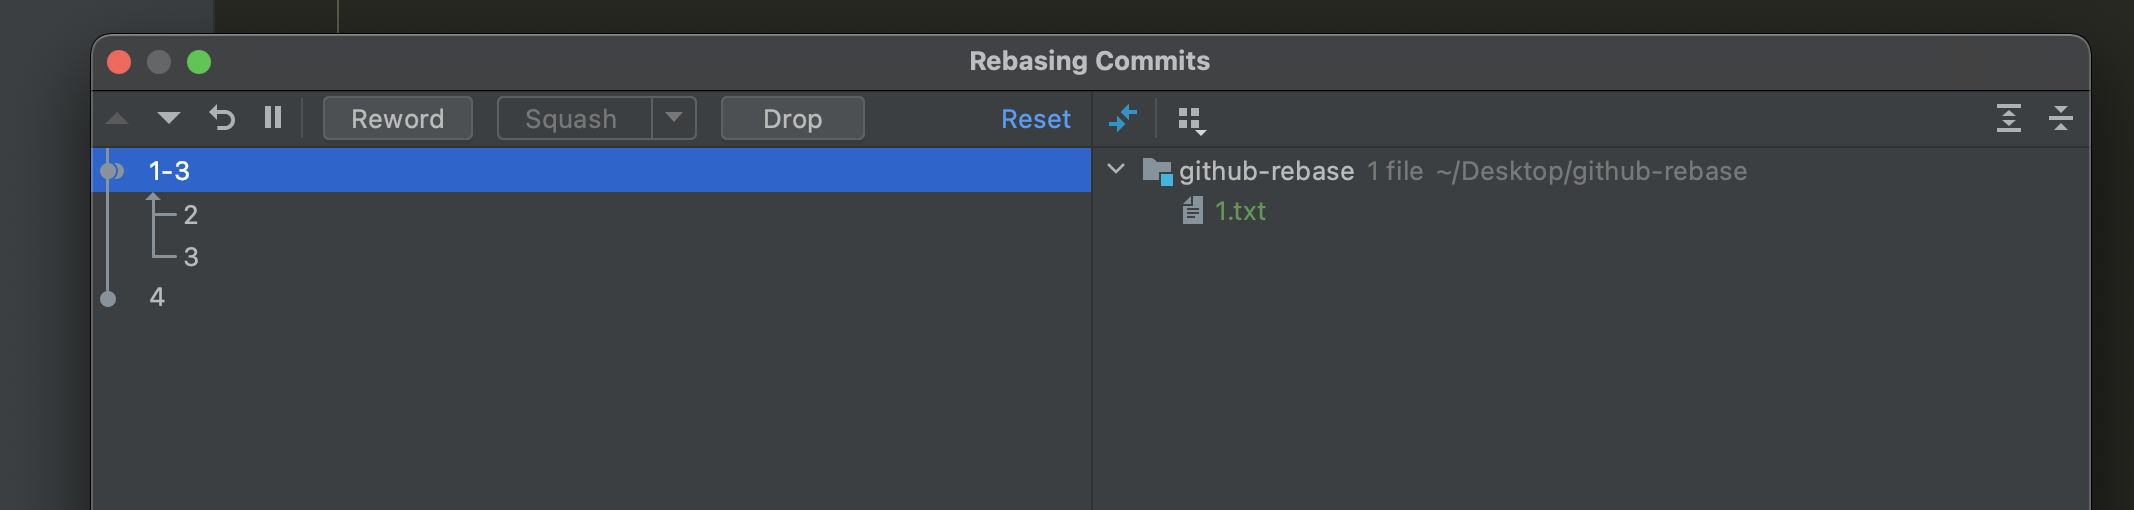 Rebasing Commits
Reword Squash Drop Reset
1-3
2
3
4
github-rebase 1 file ~/Desktop/github-rebase
1.txt